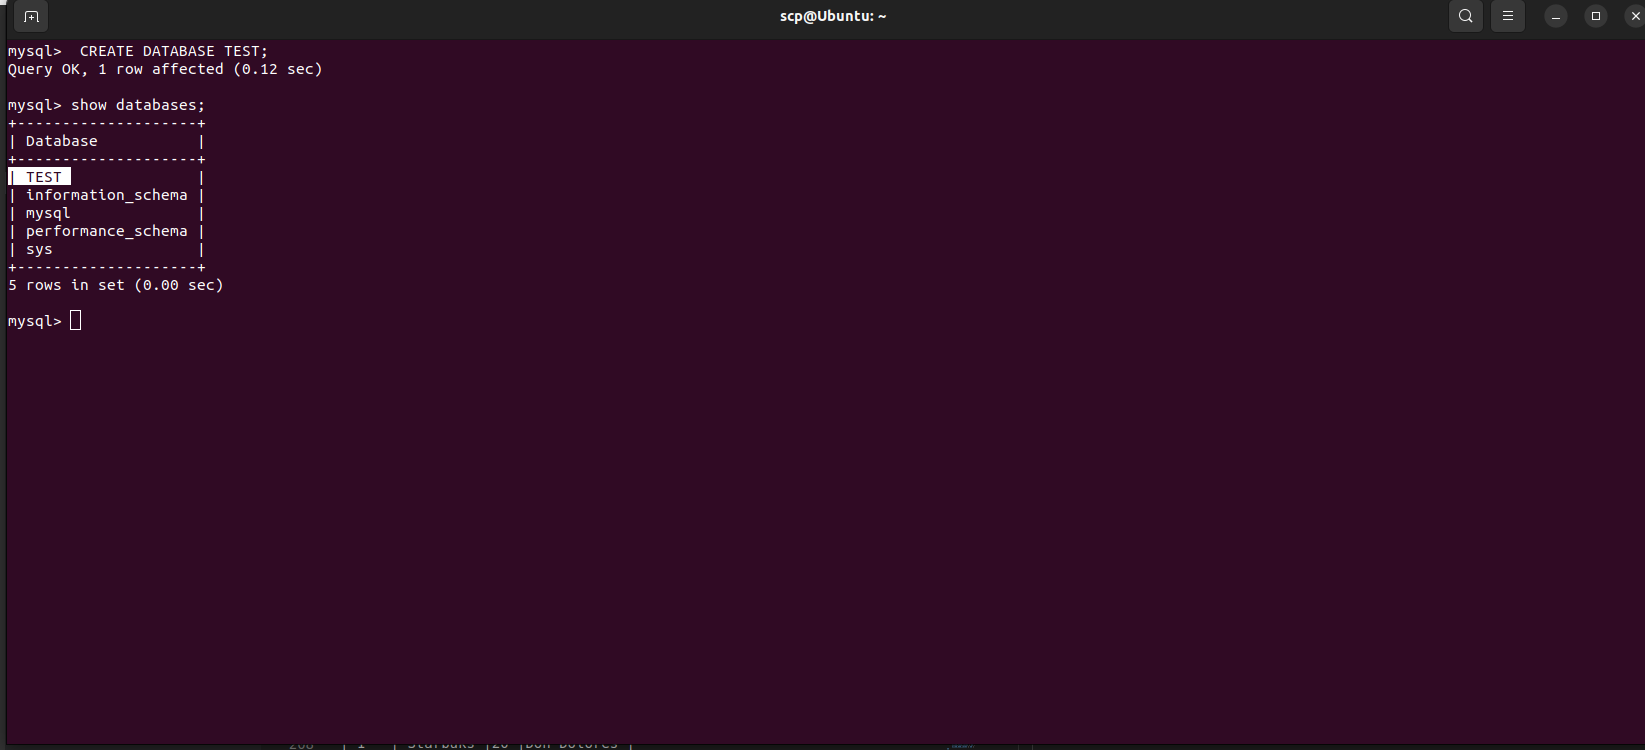 scp@Ubuntu: ~
mysql>  CREATE DATABASE TEST;
Query OK, 1 row affected (0.12 sec)
mysql> show databases;
+--------------------+
| Database           |
+--------------------+
| TEST               |
| information_schema |
| mysql              |
| performance_schema |
| sys                |
+--------------------+
5 rows in set (0.00 sec)
mysql>